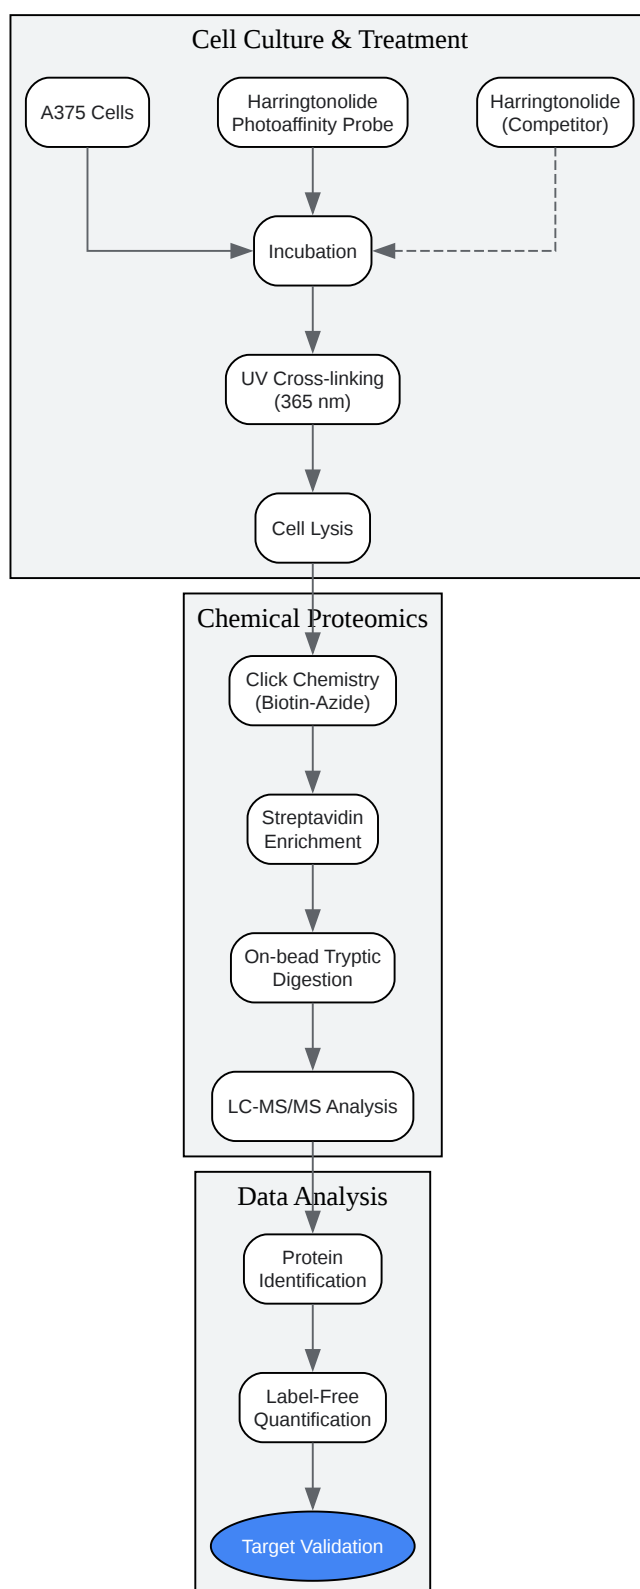 Cell Culture & Treatment
A375 Cells
Harringtonolide
Photoaffinity Probe
Harringtonolide
(Competitor)
Incubation
UV Cross-linking
(365 nm)
Cell Lysis
Chemical Proteomics
Click Chemistry
(Biotin-Azide)
Streptavidin
Enrichment
On-bead Tryptic
Digestion
LC-MS/MS Analysis
Data Analysis
Protein
Identification
Label-Free
Quantification
Target Validation